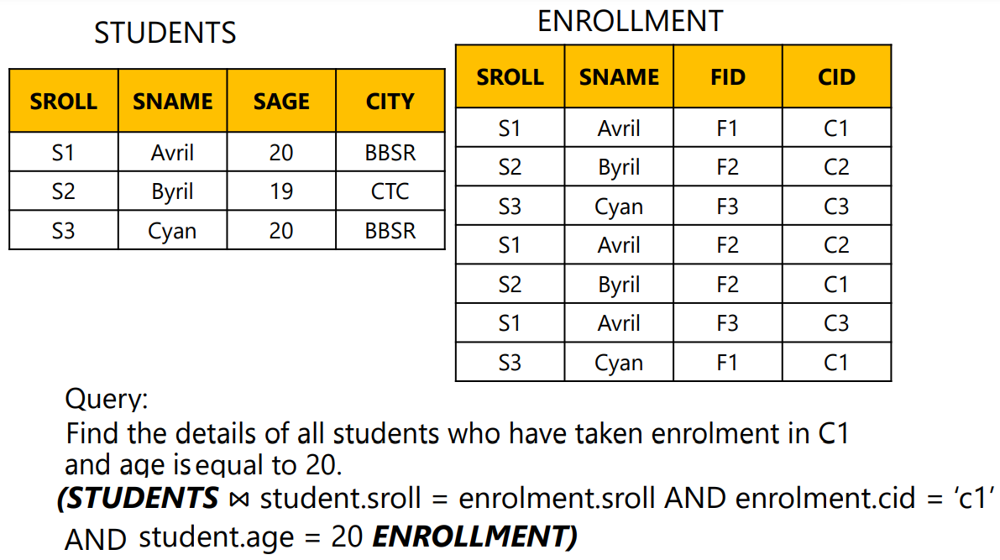 STUDENTS
SROLL SNAME SAGE CITY
S1 Avril 20 BBSR
S2 Byril 19 CTC
S3 Cyan 20 BBSR
ENROLLMENT
SROLL SNAME FID CID
S1 Avril F1 C1
S2 Byril F2 C2
S3 Cyan F3 C3
S1 Avril F2 C2
S2 Byril F2 C1
S1 Avril F3 C3
S3 Cyan F1 C1
Query:
Find the details of all students who have taken enrolment in C1
and age is equal to 20.
(STUDENTS ⋈ student.sroll = enrolment.sroll AND enrolment.cid = ‘c1’
AND student.age = 20 ENROLLMENT)